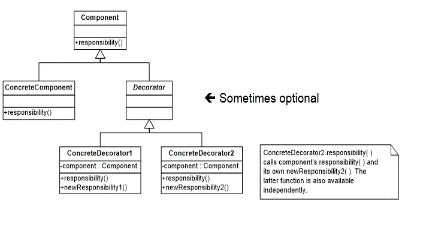 Component
+responsibility()
ConcreteComponent
+responsibility()
Decorator
← Sometimes optional
ConcreteDecorator1
-component : Component
+responsibility()
+newResponsibility1()
ConcreteDecorator2
-component : Component
+responsibility()
+newResponsibility2()
ConcreteDecorator2.responsibility( )
calls component's responsibility( ) and
its own newResponsibility2( ). The
latter function is also available
independently.